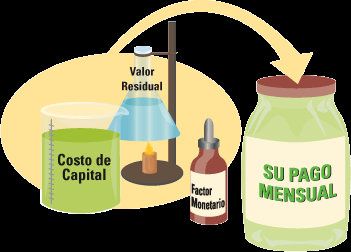 Valor
Residual
Costo de
Capital
Factor
Monetario
SU PAGO
MENSUAL